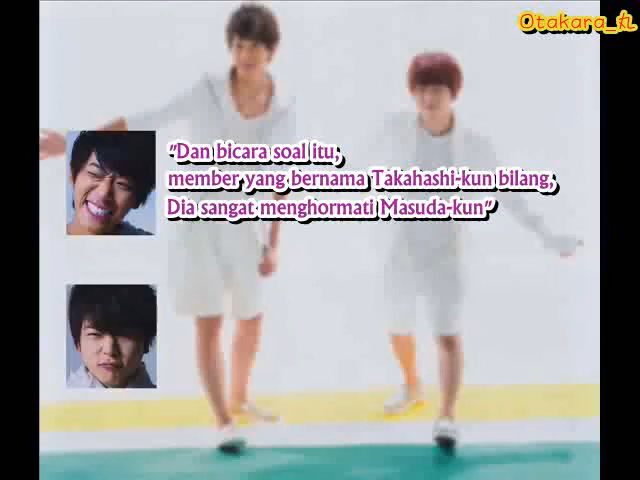 Otakara_丸
"Dan bicara soal itu,
member yang bernama Takahashi-kun bilang,
Dia sangat menghormati Masuda-kun"